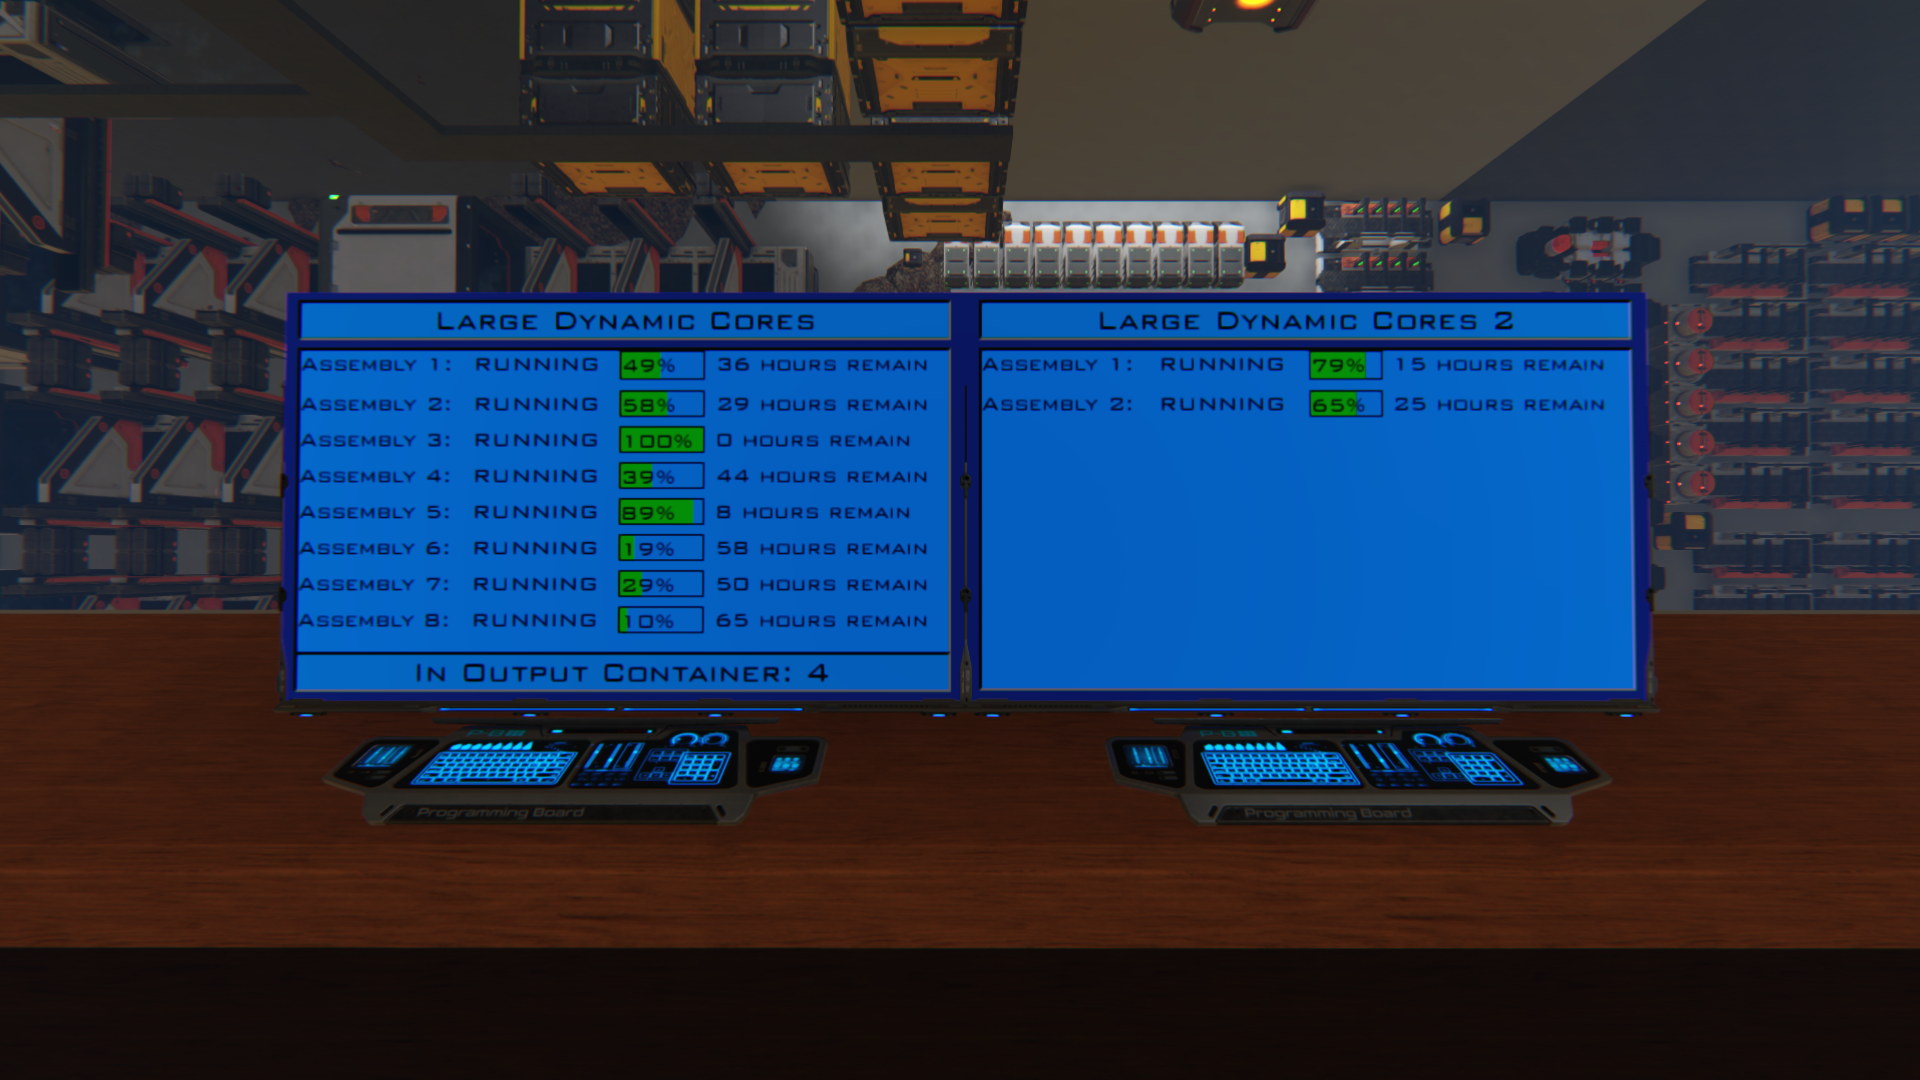 Large Dynamic Cores
Assembly 1: RUNNING 49% 36 hours remain
Assembly 2: RUNNING 58% 29 hours remain
Assembly 3: RUNNING 100% 0 hours remain
Assembly 4: RUNNING 39% 44 hours remain
Assembly 5: RUNNING 89% 8 hours remain
Assembly 6: RUNNING 19% 58 hours remain
Assembly 7: RUNNING 29% 50 hours remain
Assembly 8: RUNNING 10% 65 hours remain
In Output Container: 4
Large Dynamic Cores 2
Assembly 1: RUNNING 79% 15 hours remain
Assembly 2: RUNNING 65% 25 hours remain
Programming Board
Programming Board